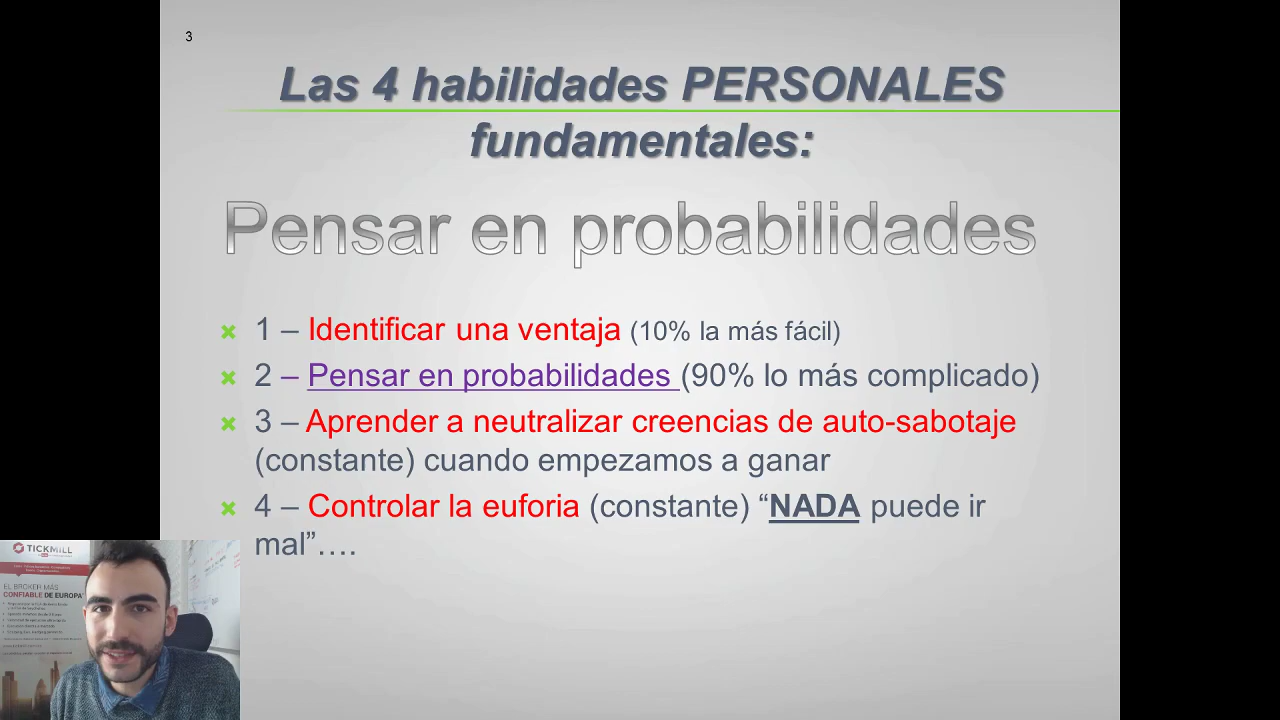 3
Las 4 habilidades PERSONALES
fundamentales:
Pensar en probabilidades
1 – Identificar una ventaja (10% la más fácil)
2 – Pensar en probabilidades (90% lo más complicado)
3 – Aprender a neutralizar creencias de auto-sabotaje
(constante) cuando empezamos a ganar
4 – Controlar la euforia (constante) “NADA puede ir
mal”….
TICKMILL
EL BROKER MÁS
CONFIABLE DE EUROPA